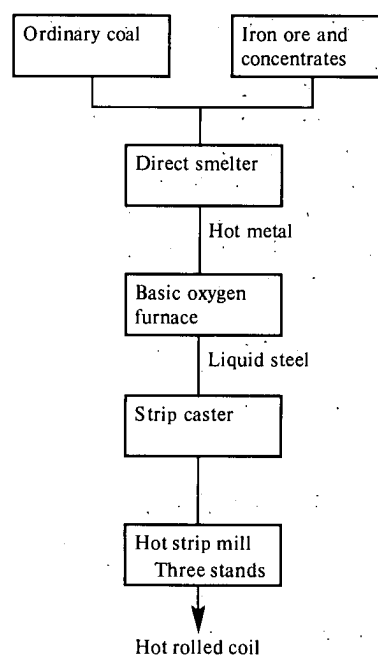 Ordinary coal
Iron ore and
concentrates
Direct smelter
Hot metal
Basic oxygen
furnace
Liquid steel
Strip caster
Hot strip mill
Three stands
Hot rolled coil